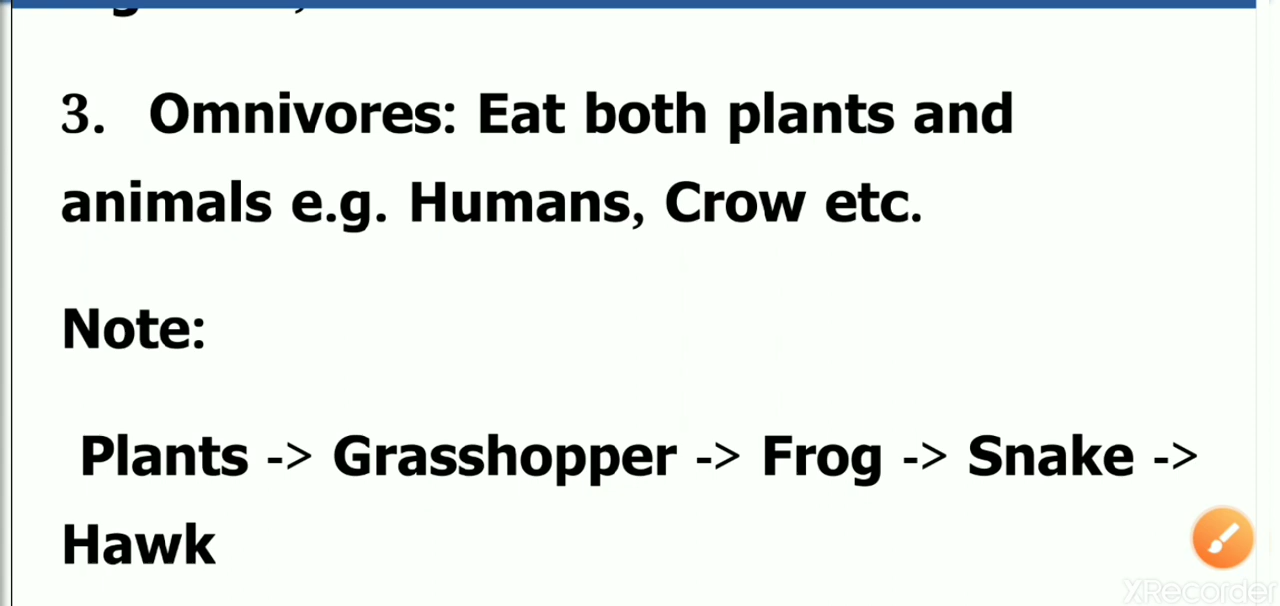 3. Omnivores: Eat both plants and
animals e.g. Humans, Crow etc.
Note:
Plants -> Grasshopper -> Frog -> Snake ->
Hawk
XRecorder